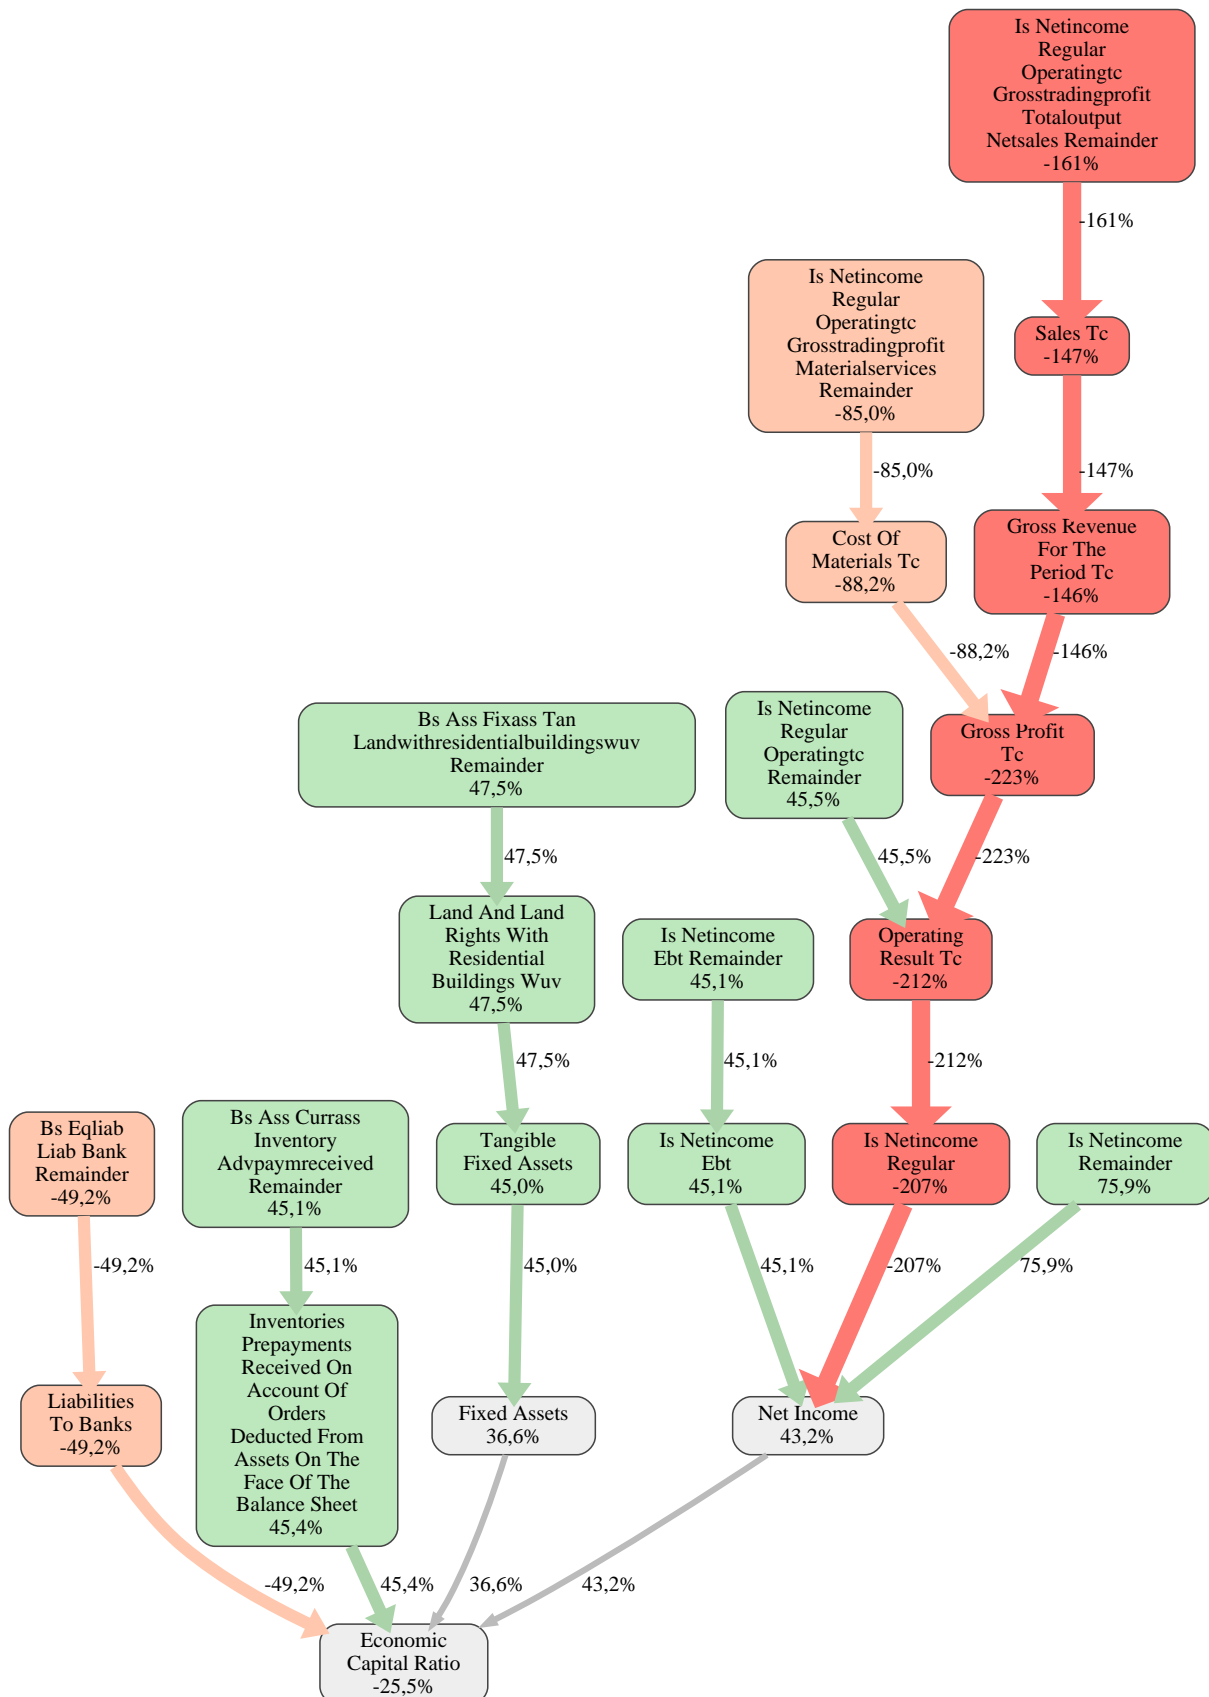 Is Netincome
Regular
Operatingtc
Grosstradingprofit
Totaloutput
Netsales Remainder
-161%
-161%
Is Netincome
Regular
Operatingtc
Grosstradingprofit
Materialservices
Remainder
-85,0%
Sales Tc
-147%
-85,0%
-147%
Cost Of
Materials Tc
-88,2%
Gross Revenue
For The
Period Tc
-146%
-88,2%
-146%
Bs Ass Fixass Tan
Landwithresidentialbuildingswuv
Remainder
47,5%
Is Netincome
Regular
Operatingtc
Remainder
45,5%
Gross Profit
Tc
-223%
47,5%
45,5%
-223%
Land And Land
Rights With
Residential
Buildings Wuv
47,5%
Is Netincome
Ebt Remainder
45,1%
Operating
Result Tc
-212%
47,5%
45,1%
-212%
Bs Eqliab
Liab Bank
Remainder
-49,2%
Bs Ass Currass
Inventory
Advpaymreceived
Remainder
45,1%
Tangible
Fixed Assets
45,0%
Is Netincome
Ebt
45,1%
Is Netincome
Regular
-207%
Is Netincome
Remainder
75,9%
-49,2%
45,1%
45,0%
45,1%
-207%
75,9%
Liabilities
To Banks
-49,2%
Inventories
Prepayments
Received On
Account Of
Orders
Deducted From
Assets On The
Face Of The
Balance Sheet
45,4%
Fixed Assets
36,6%
Net Income
43,2%
-49,2%
45,4%
36,6%
43,2%
Economic
Capital Ratio
-25,5%